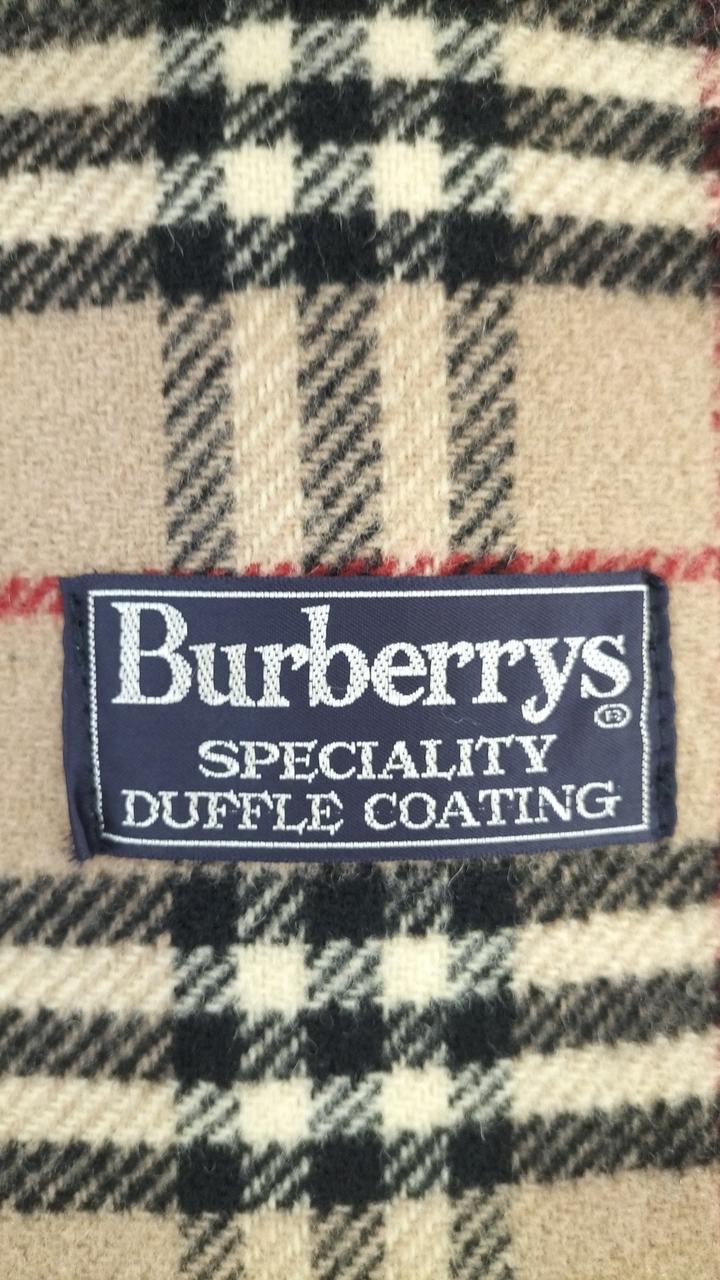 Burberrys®
SPECIALITY
DUFFLE COATING